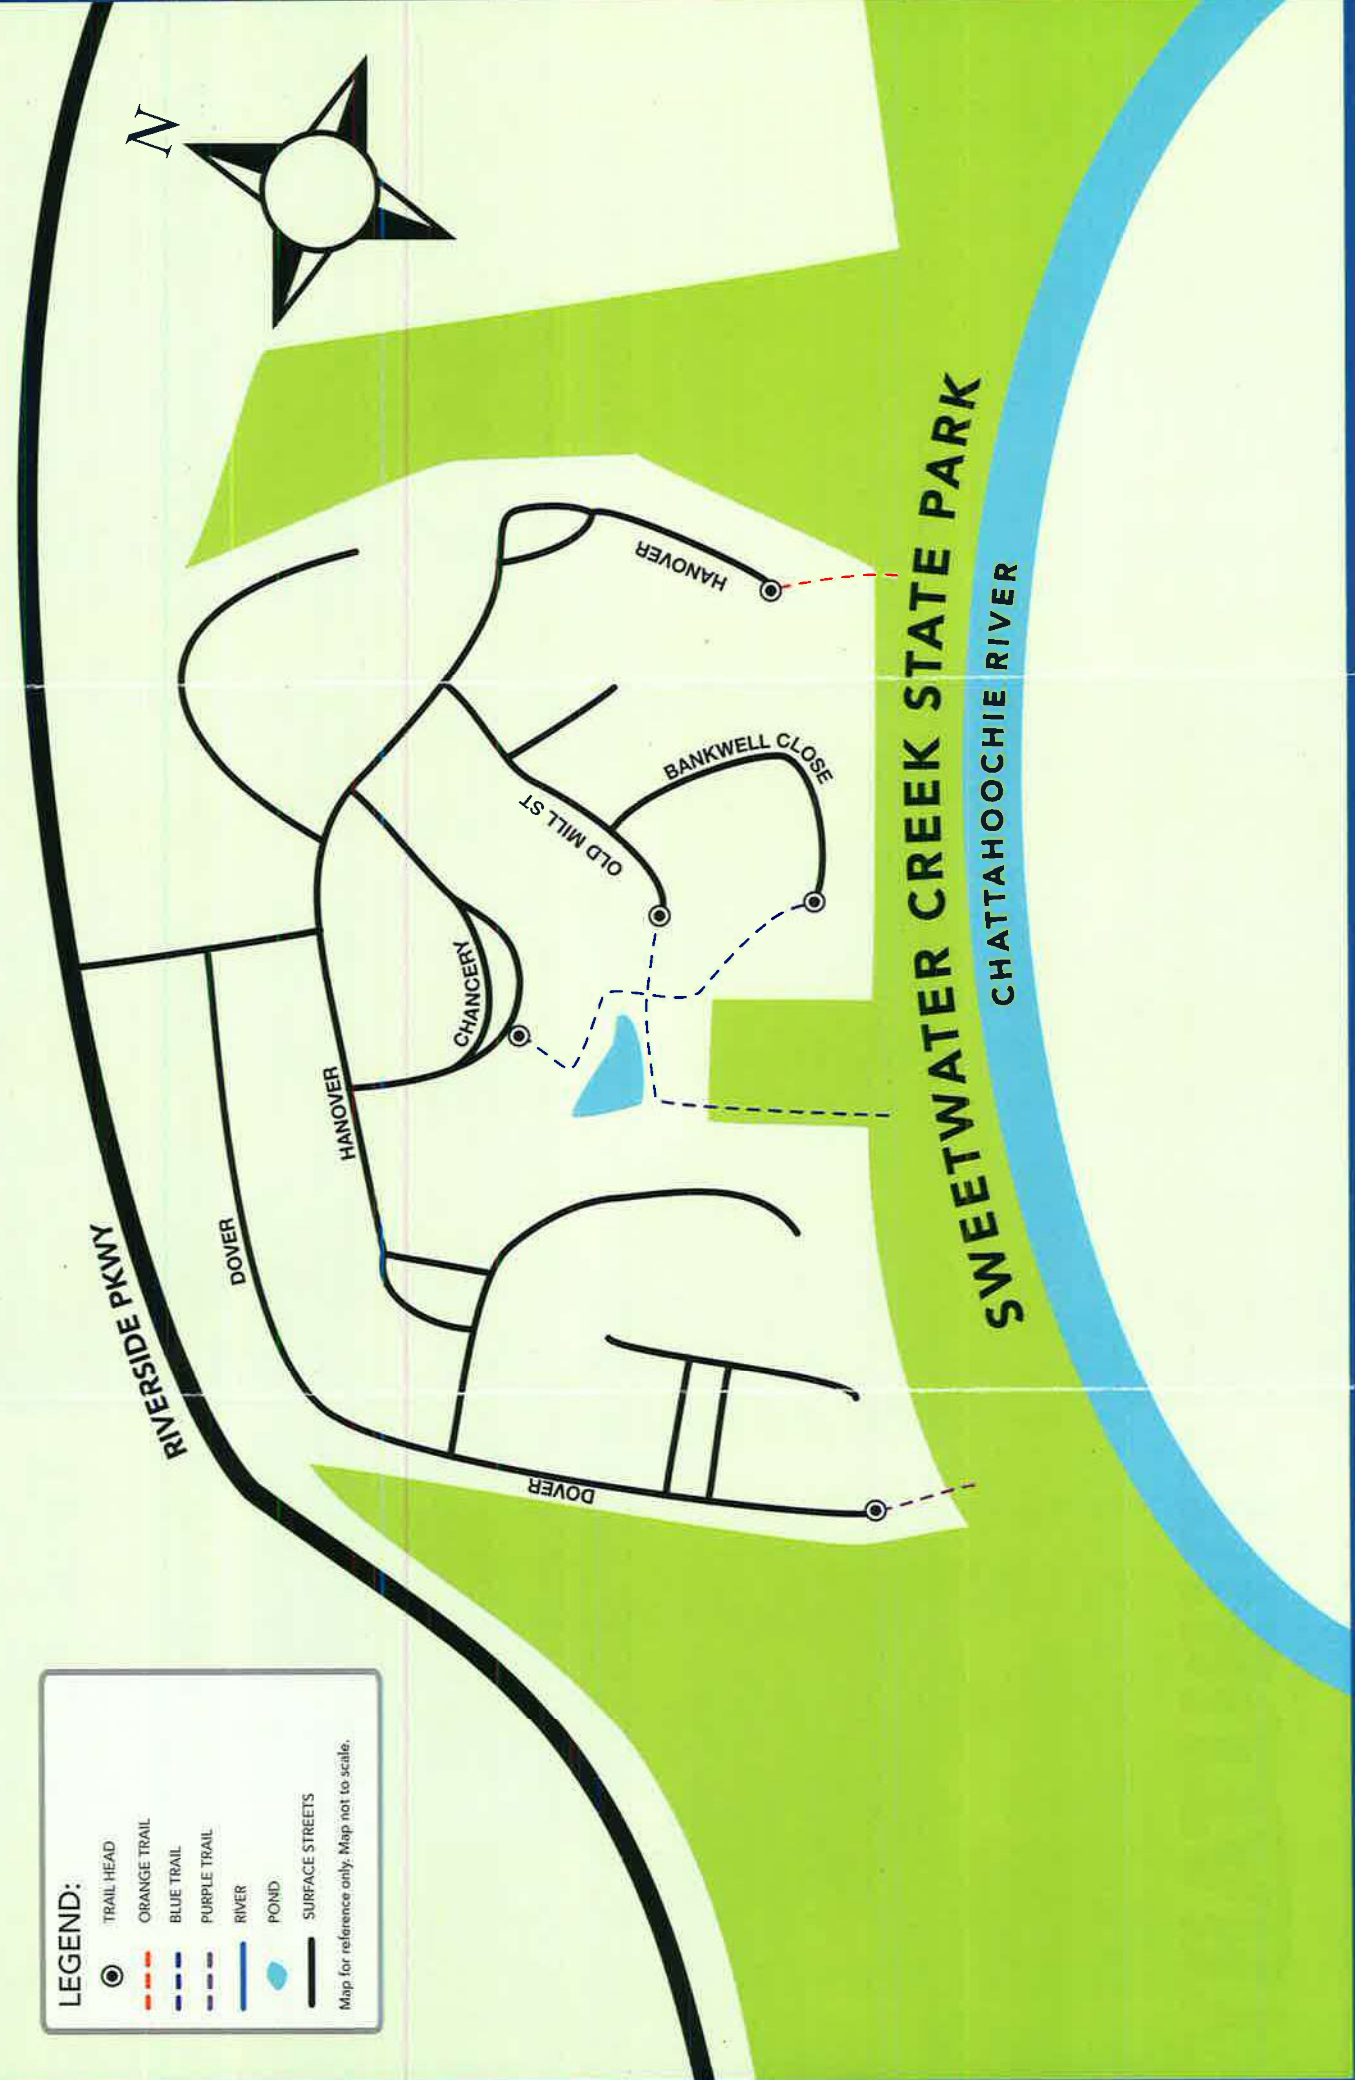 LEGEND:
TRAIL HEAD
ORANGE TRAIL
BLUE TRAIL
PURPLE TRAIL
RIVER
POND
SURFACE STREETS
Map for reference only. Map not to scale.
RIVERSIDE PKWY
DOVER
HANOVER
CHANCERY
DOVER
OLD MILL ST
BANKWELL CLOSE
HANOVER
N
SWEETWATER CREEK STATE PARK
CHATTAHOOCHIE RIVER